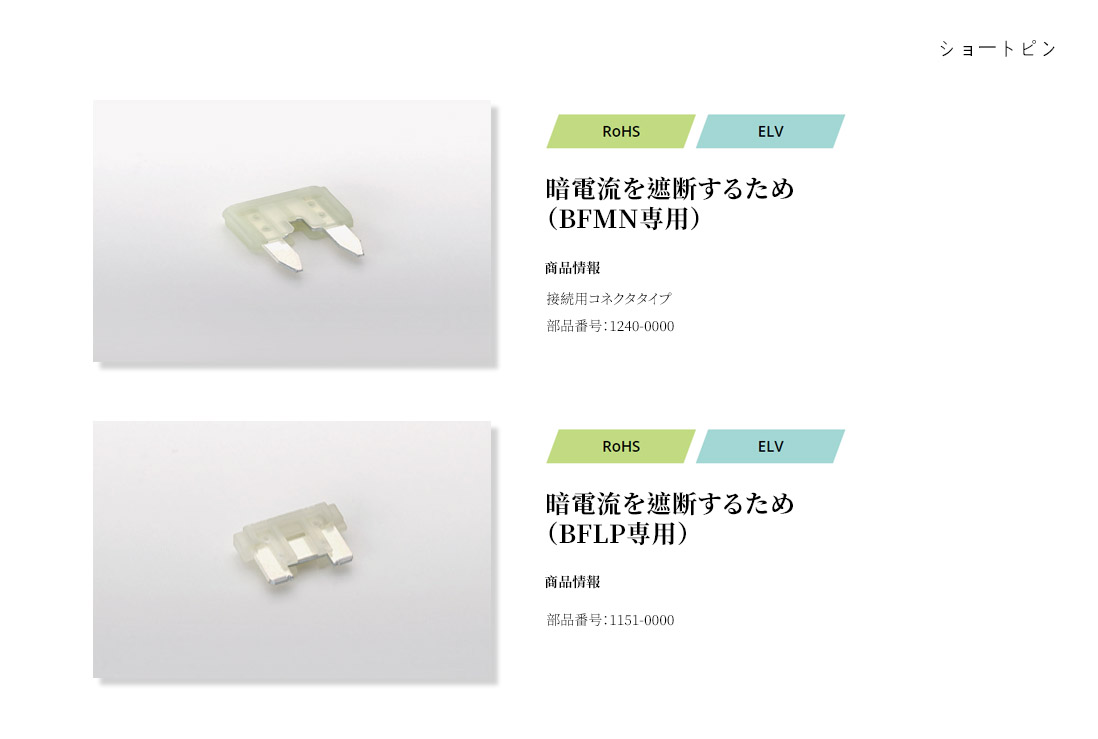 ショートピン
RoHS
ELV
暗電流を遮断するため
（BFMN専用）
商品情報
接続用コネクタタイプ
部品番号：1240-0000
RoHS
ELV
暗電流を遮断するため
（BFLP専用）
商品情報
部品番号：1151-0000